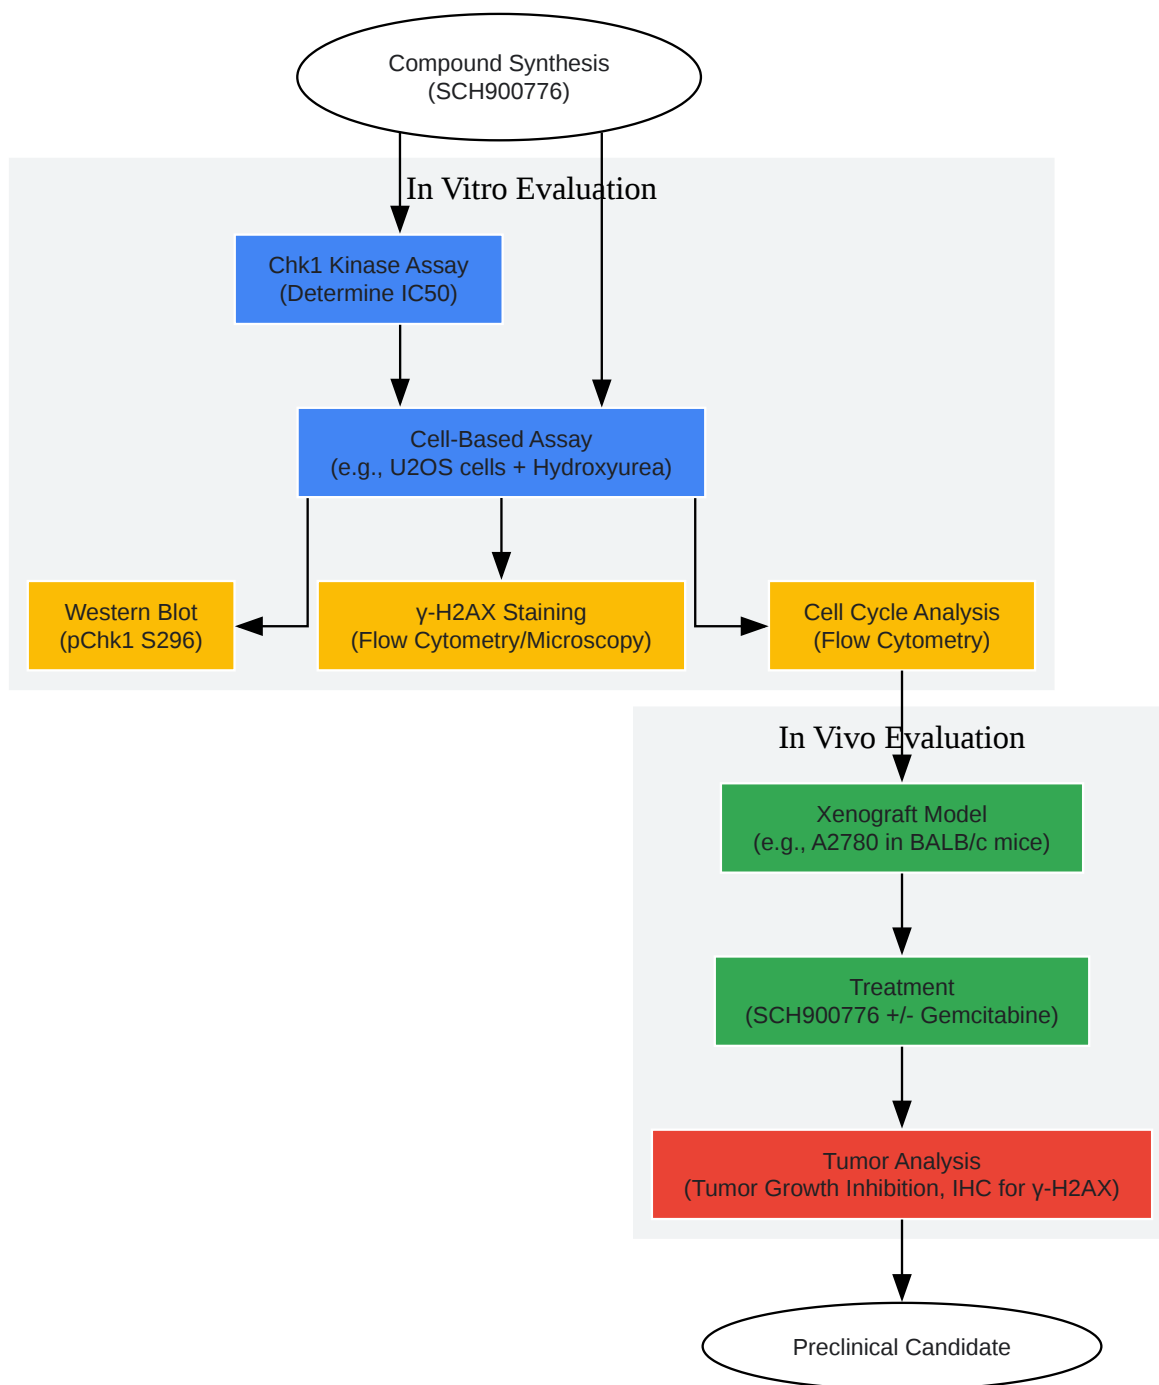 Compound Synthesis
(SCH900776)
In Vitro Evaluation
Chk1 Kinase Assay
(Determine IC50)
Cell-Based Assay
(e.g., U2OS cells + Hydroxyurea)
Western Blot
(pChk1 S296)
γ-H2AX Staining
(Flow Cytometry/Microscopy)
Cell Cycle Analysis
(Flow Cytometry)
In Vivo Evaluation
Xenograft Model
(e.g., A2780 in BALB/c mice)
Treatment
(SCH900776 +/- Gemcitabine)
Tumor Analysis
(Tumor Growth Inhibition, IHC for γ-H2AX)
Preclinical Candidate